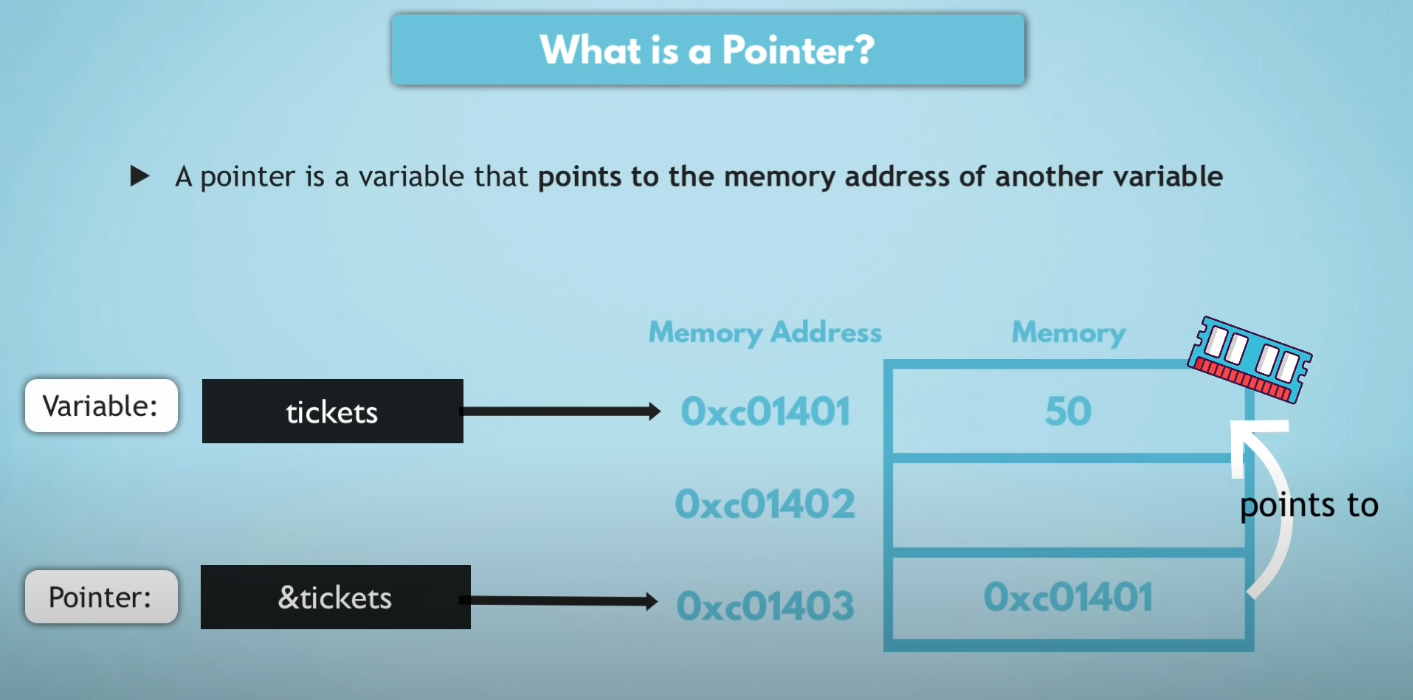 What is a Pointer?
▶ A pointer is a variable that points to the memory address of another variable
Memory Address Memory
Variable: tickets 0xc01401 50
0xc01402
points to
Pointer: &tickets 0xc01403 0xc01401